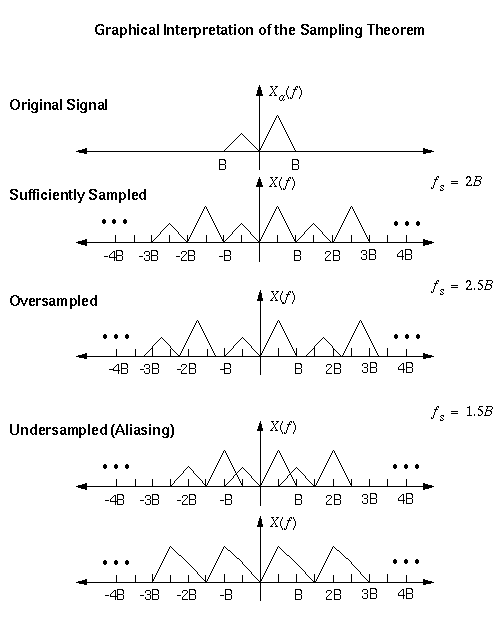 Graphical Interpretation of the Sampling Theorem
Original Signal
Xa(f)
B B
Sufficiently Sampled
X(f)
fs = 2B
-4B -3B -2B -B B 2B 3B 4B
Oversampled
X(f)
fs = 2.5B
-4B -3B -2B -B B 2B 3B 4B
Undersampled (Aliasing)
X(f)
fs = 1.5B
-4B -3B -2B -B B 2B 3B 4B
X(f)
-4B -3B -2B -B B 2B 3B 4B